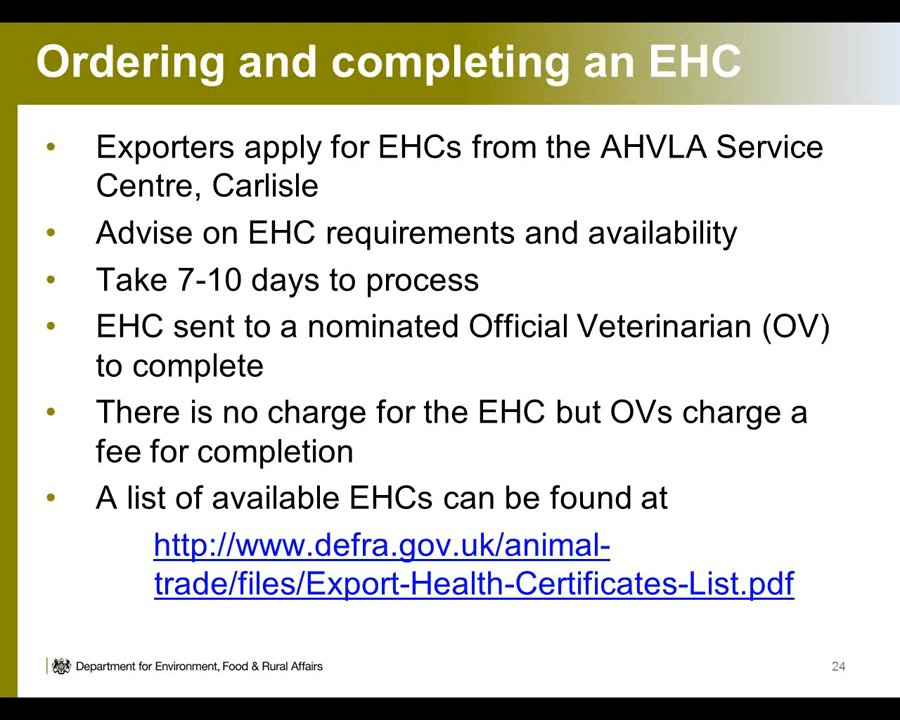 Ordering and completing an EHC
• Exporters apply for EHCs from the AHVLA Service
Centre, Carlisle
• Advise on EHC requirements and availability
• Take 7-10 days to process
• EHC sent to a nominated Official Veterinarian (OV)
to complete
• There is no charge for the EHC but OVs charge a
fee for completion
• A list of available EHCs can be found at
http://www.defra.gov.uk/animal-
trade/files/Export-Health-Certificates-List.pdf
Department for Environment, Food & Rural Affairs
24